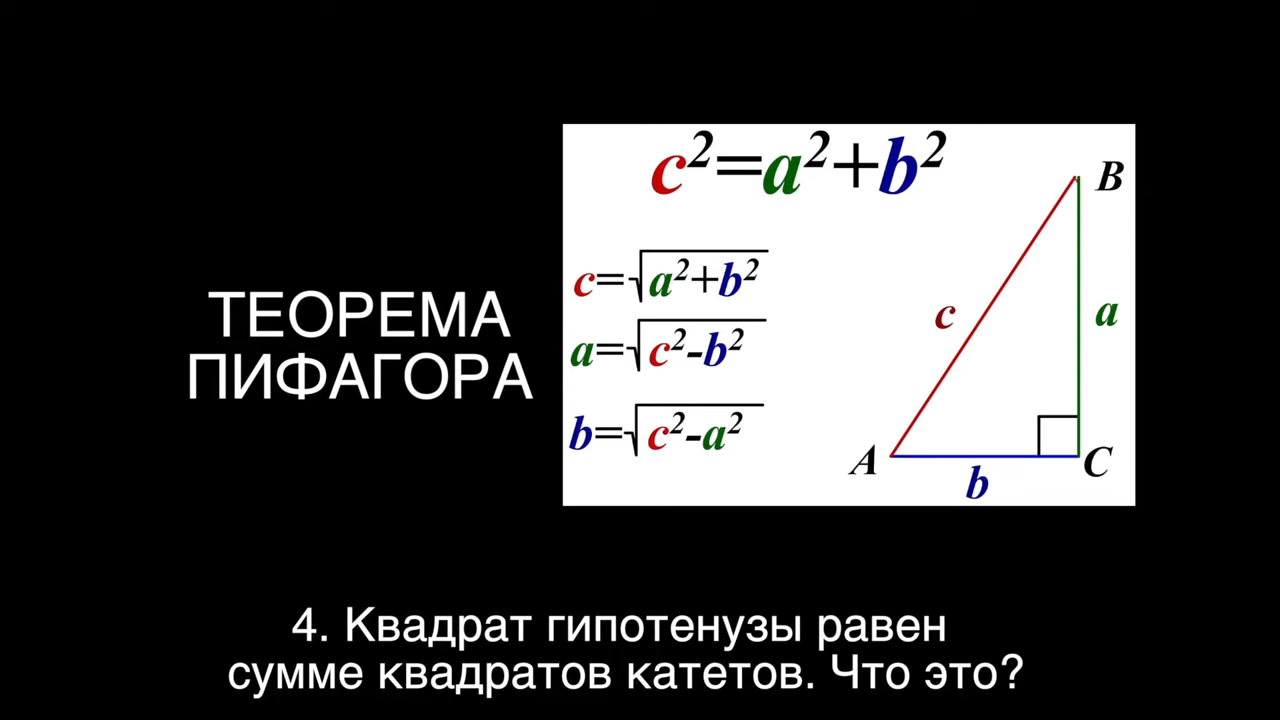 ТЕОРЕМА
ПИФАГОРА
c²=a²+b²
c=√a²+b²
a=√c²-b²
b=√c²-a²
B
c
a
A
C
b
4. Квадрат гипотенузы равен
сумме квадратов катетов. Что это?